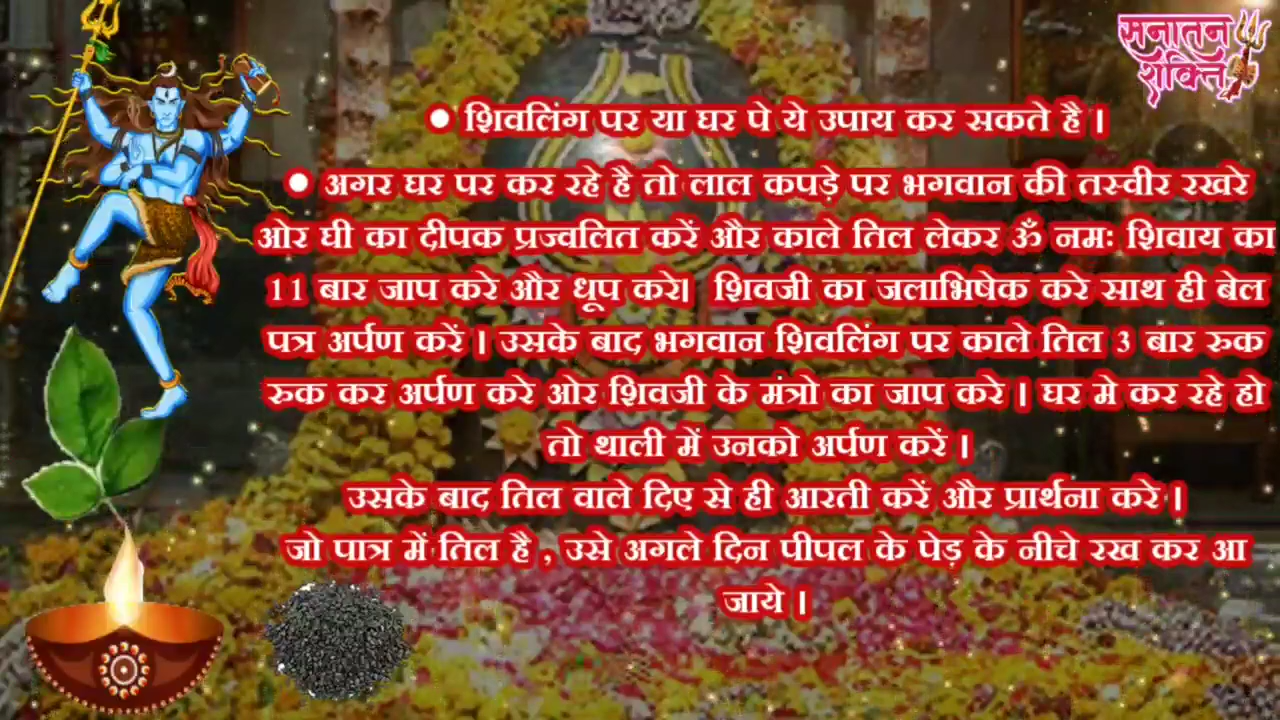 सनातन
शक्ति
• शिवलिंग पर या घर पे ये उपाय कर सकते है ।
• अगर घर पर कर रहे है तो लाल कपड़े पर भगवान की तस्वीर रखरे
ओर घी का दीपक प्रज्वलित करें और काले तिल लेकर ॐ नमः शिवाय का
11 बार जाप करे और धूप करे। शिवजी का जलाभिषेक करे साथ ही बेल
पत्र अर्पण करें । उसके बाद भगवान शिवलिंग पर काले तिल 3 बार रुक
रुक कर अर्पण करे ओर शिवजी के मंत्रो का जाप करे । घर मे कर रहे हो
तो थाली में उनको अर्पण करें ।
उसके बाद तिल वाले दिए से ही आरती करें और प्रार्थना करे ।
जो पात्र में तिल है , उसे अगले दिन पीपल के पेड़ के नीचे रख कर आ
जाये ।